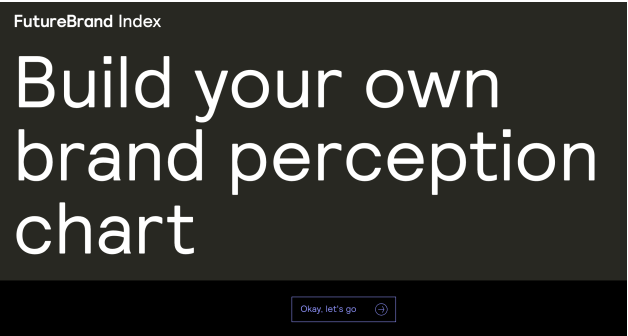 FutureBrand Index
Build your own
brand perception
chart
Okay, let's go